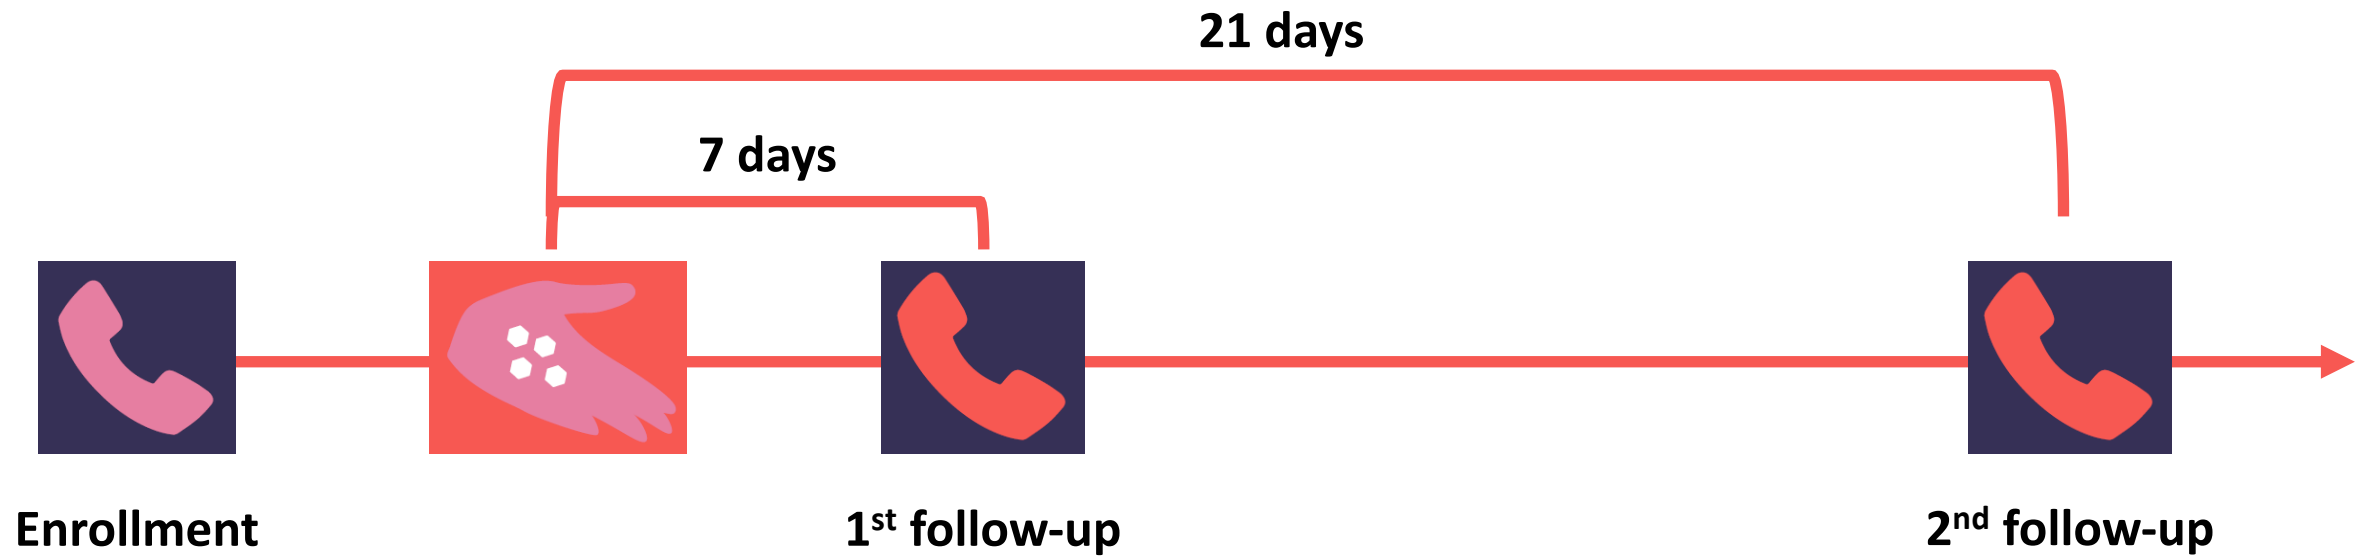 21 days
7 days
Enrollment
1st follow-up
2nd follow-up